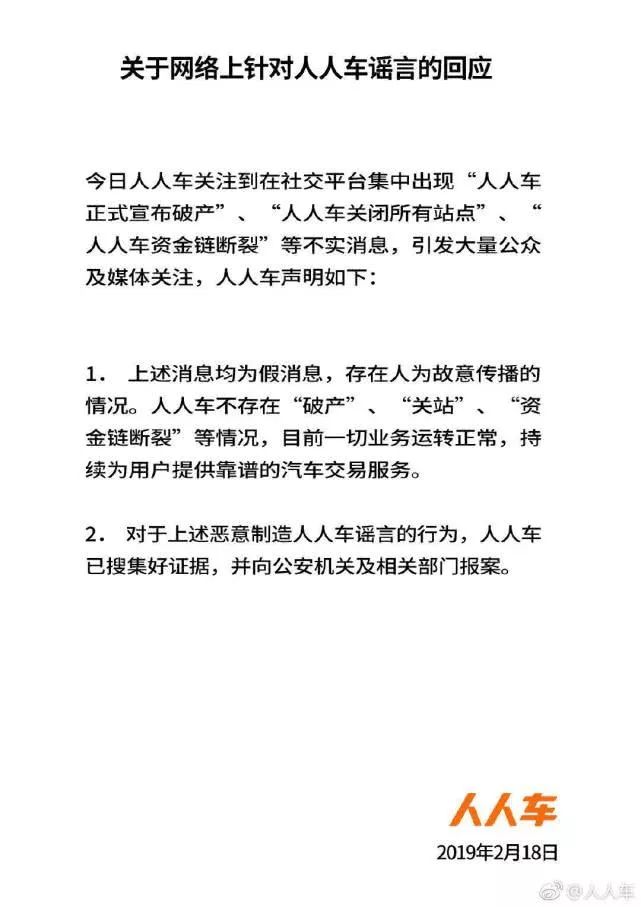 关于网络上针对人人车谣言的回应
今日人人车关注到在社交平台集中出现“人人车
正式宣布破产”、“人人车关闭所有站点”、“
人人车资金链断裂”等不实消息，引发大量公众
及媒体关注，人人车声明如下：
1． 上述消息均为假消息，存在人为故意传播的
情况。人人车不存在“破产”、“关站”、“资
金链断裂”等情况，目前一切业务运转正常，持
续为用户提供靠谱的汽车交易服务。
2． 对于上述恶意制造人人车谣言的行为，人人车
已搜集好证据，并向公安机关及相关部门报案。
人人车
2019年2月18日
@人人车